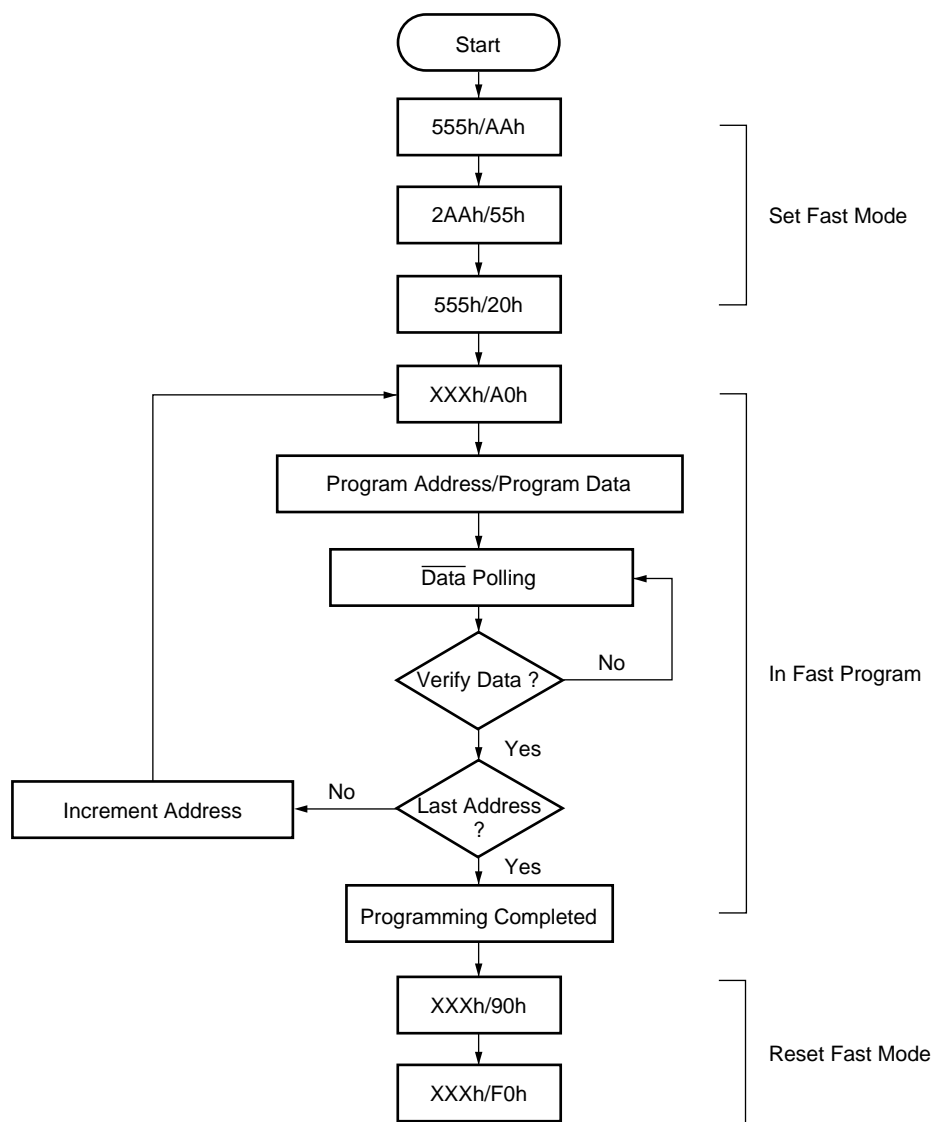 Start
555h/AAh
2AAh/55h
Set Fast Mode
555h/20h
XXXh/A0h
Program Address/Program Data
Data Polling
Verify Data ?
No
In Fast Program
Yes
Increment Address
No
Last Address
?
Yes
Programming Completed
XXXh/90h
Reset Fast Mode
XXXh/F0h